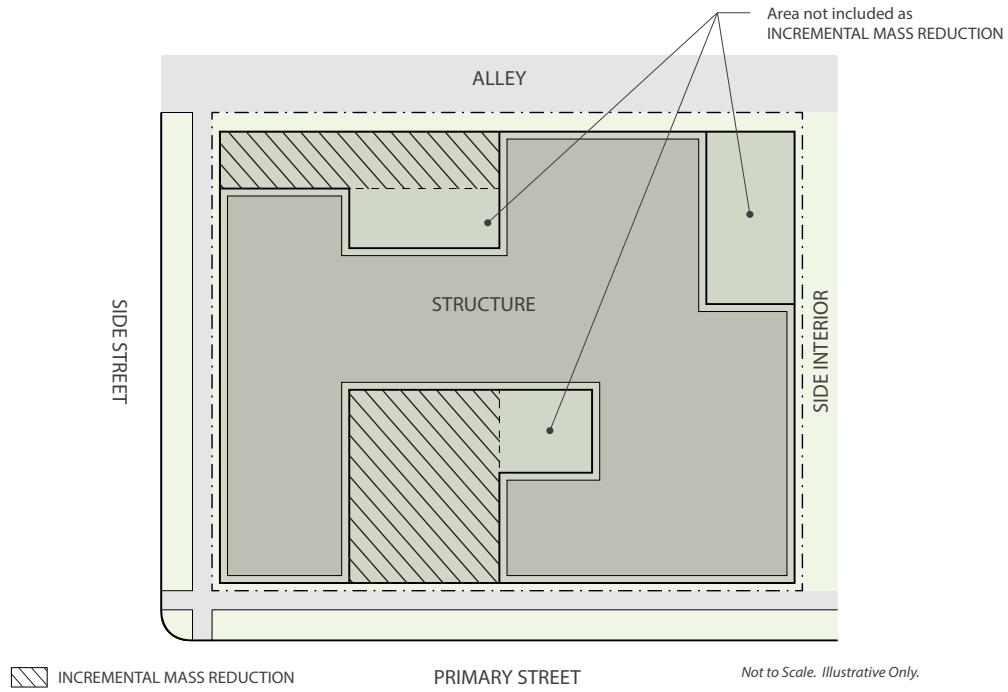 Area not included as
INCREMENTAL MASS REDUCTION
ALLEY
STRUCTURE
SIDE STREET
SIDE INTERIOR
INCREMENTAL MASS REDUCTION
PRIMARY STREET
Not to Scale. Illustrative Only.